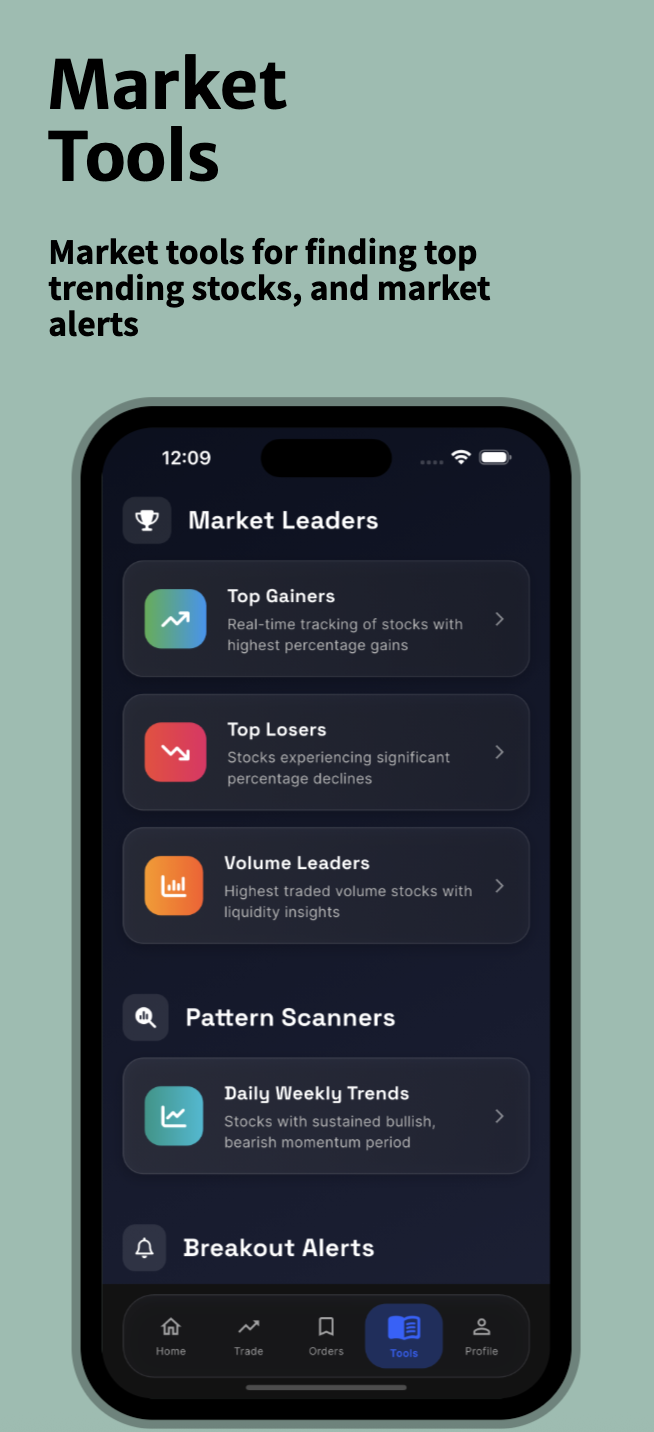 Market
Tools
Market tools for finding top
trending stocks, and market
alerts
12:09
Market Leaders
Top Gainers
Real-time tracking of stocks with
highest percentage gains
Top Losers
Stocks experiencing significant
percentage declines
Volume Leaders
Highest traded volume stocks with
liquidity insights
Pattern Scanners
Daily Weekly Trends
Stocks with sustained bullish,
bearish momentum period
Breakout Alerts
Home Trade Orders Tools Profile